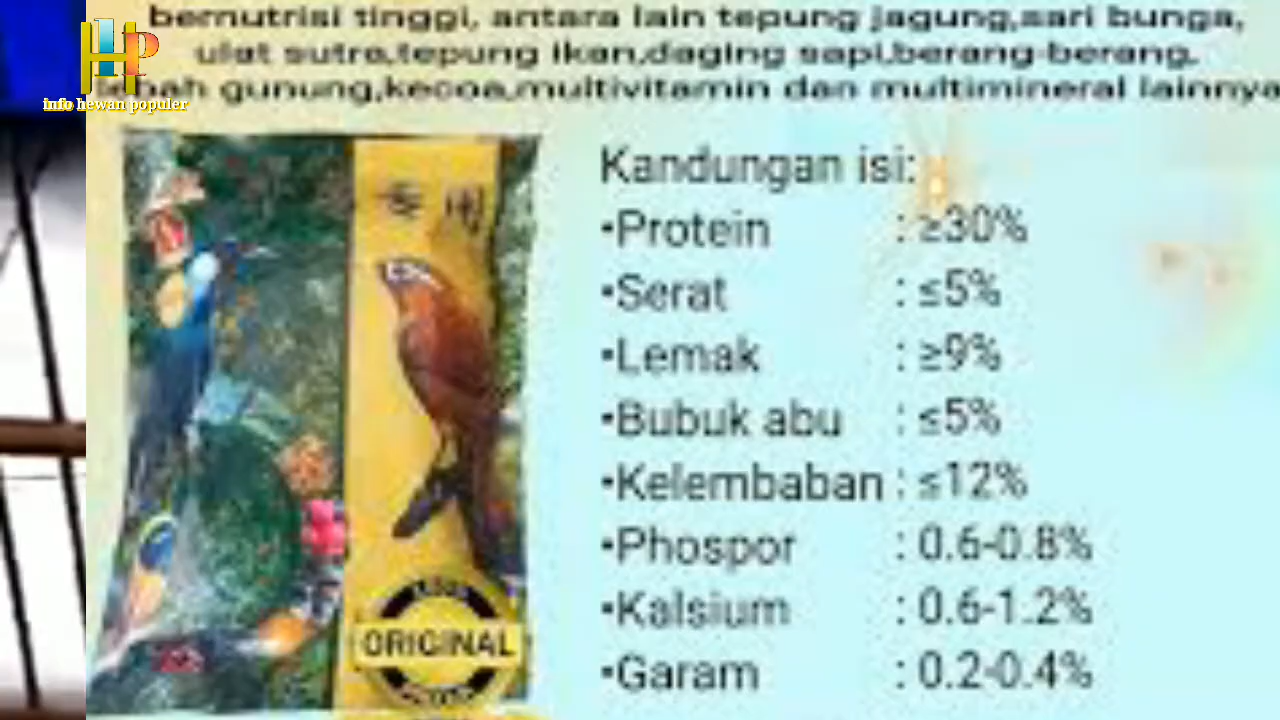 bernutrisi tinggi, antara lain tepung jagung,sari bunga,
ulat sutra,tepung ikan,daging sapi,berang-berang,
lebah gunung,kecoa,multivitamin dan multimineral lainnya
HP
info hewan populer
Kandungan isi:
•Protein : ≥30%
•Serat : ≤5%
•Lemak : ≥9%
•Bubuk abu : ≤5%
•Kelembaban : ≤12%
•Phospor : 0.6-0.8%
•Kalsium : 0.6-1.2%
•Garam : 0.2-0.4%
ORIGINAL